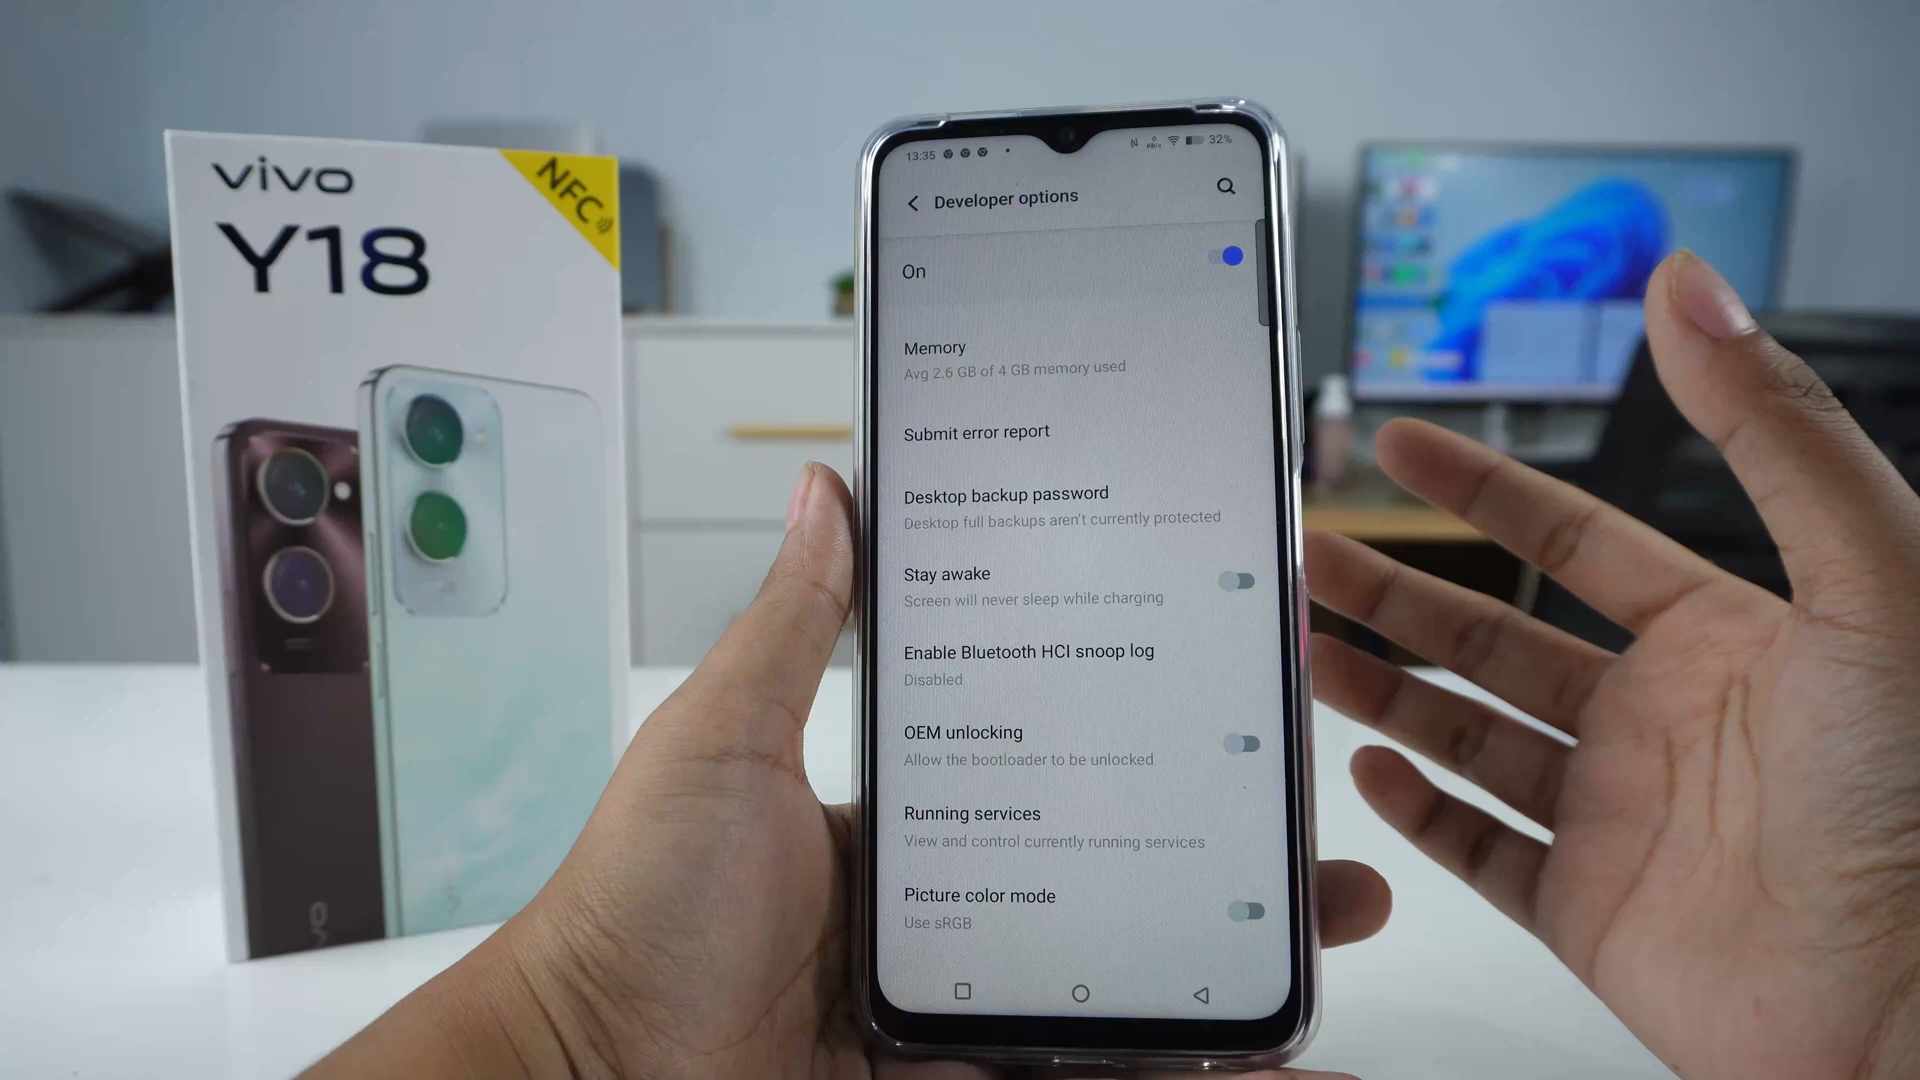 vivo
Y18
NFC
13:35
N
0
KB/s
32%
Developer options
On
Memory
Avg 2.6 GB of 4 GB memory used
Submit error report
Desktop backup password
Desktop full backups aren't currently protected
Stay awake
Screen will never sleep while charging
Enable Bluetooth HCI snoop log
Disabled
OEM unlocking
Allow the bootloader to be unlocked
Running services
View and control currently running services
Picture color mode
Use sRGB